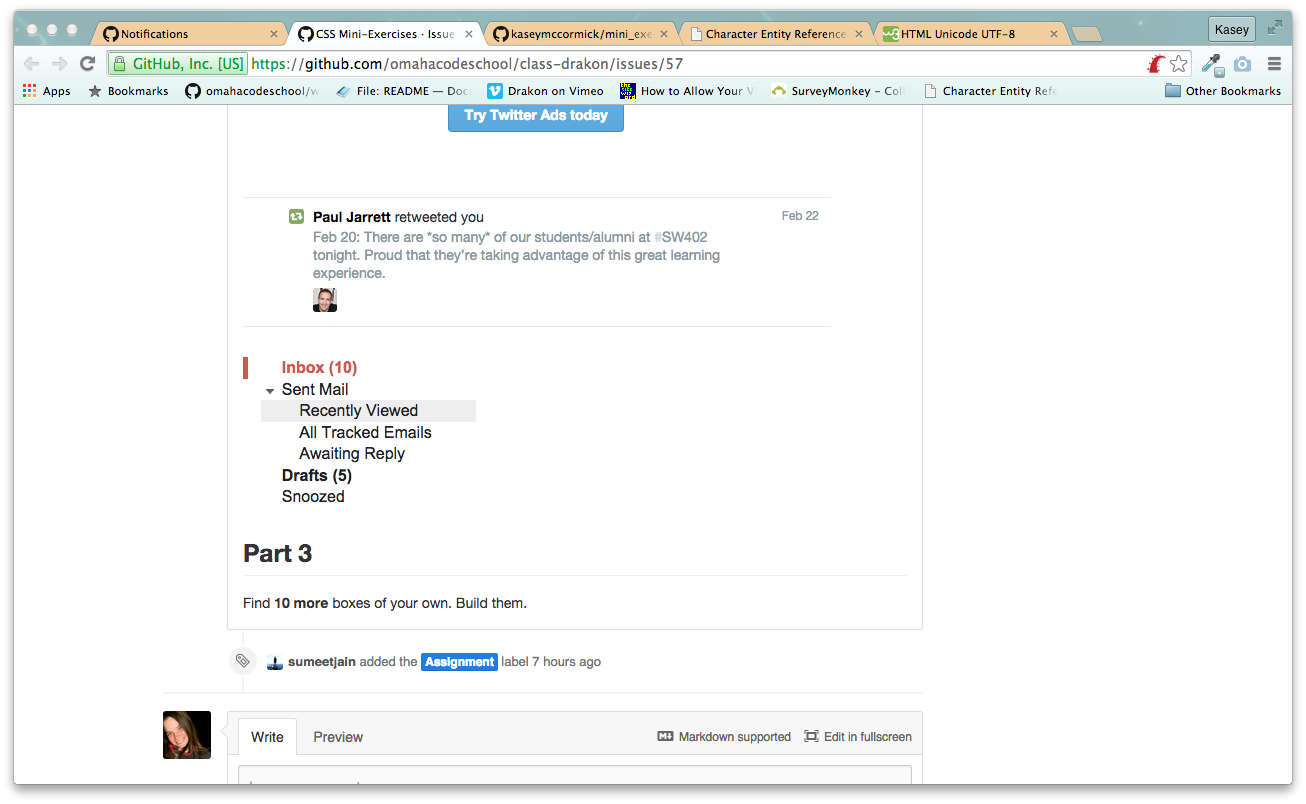 Notifications
CSS Mini-Exercises · Issue
kaseymccormick/mini_exe
Character Entity Reference
HTML Unicode UTF-8
Kasey
GitHub, Inc. [US]
https://github.com/omahacodeschool/class-drakon/issues/57
Apps
Bookmarks
omahacodeschool/w
File: README — Doc
Drakon on Vimeo
How to Allow Your V
SurveyMonkey – Coll
Character Entity Refe
Other Bookmarks
Try Twitter Ads today
Paul Jarrett retweeted you
Feb 22
Feb 20: There are *so many* of our students/alumni at #SW402
tonight. Proud that they're taking advantage of this great learning
experience.
Inbox (10)
Sent Mail
Recently Viewed
All Tracked Emails
Awaiting Reply
Drafts (5)
Snoozed
Part 3
Find 10 more boxes of your own. Build them.
sumeetjain added the Assignment label 7 hours ago
Write
Preview
Markdown supported
Edit in fullscreen